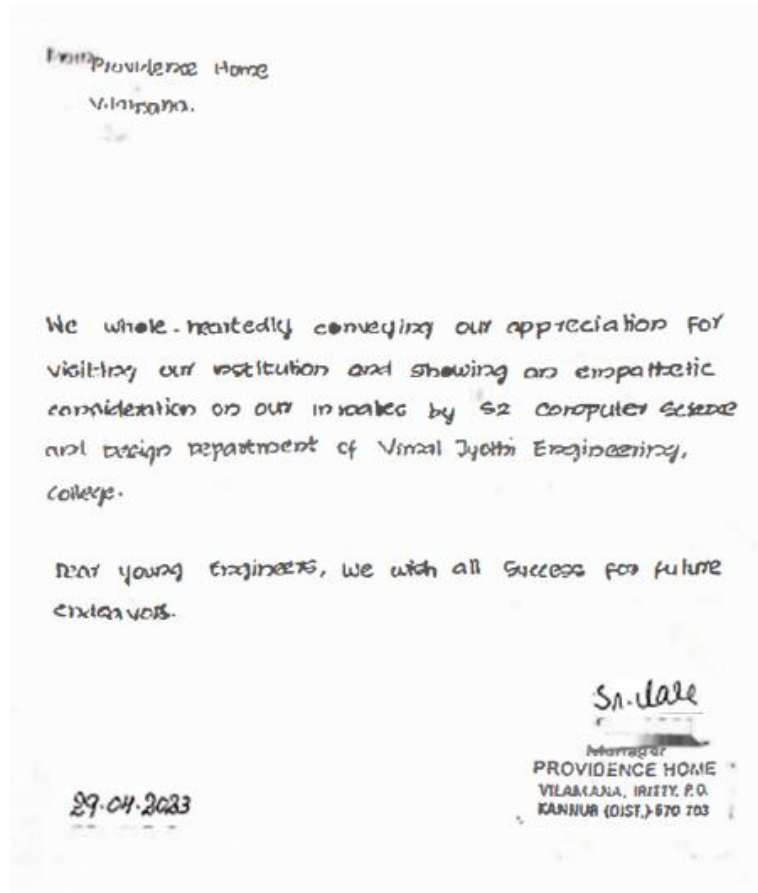 From
Providence Home
Vilamana.
We whole-heartedly conveying our appreciation For
visiting our institution and showing an empathetic
consideration on our inmates by S2 Computer Science
and Design Department of Vimal Jyothi Engineering,
College.
Dear young Engineers, we wish all success for future
endeavors.
29-04-2023
Manager
PROVIDENCE HOME
VILAMANA, IRITTY. P.O.
KANNUR (DIST.)-670 703